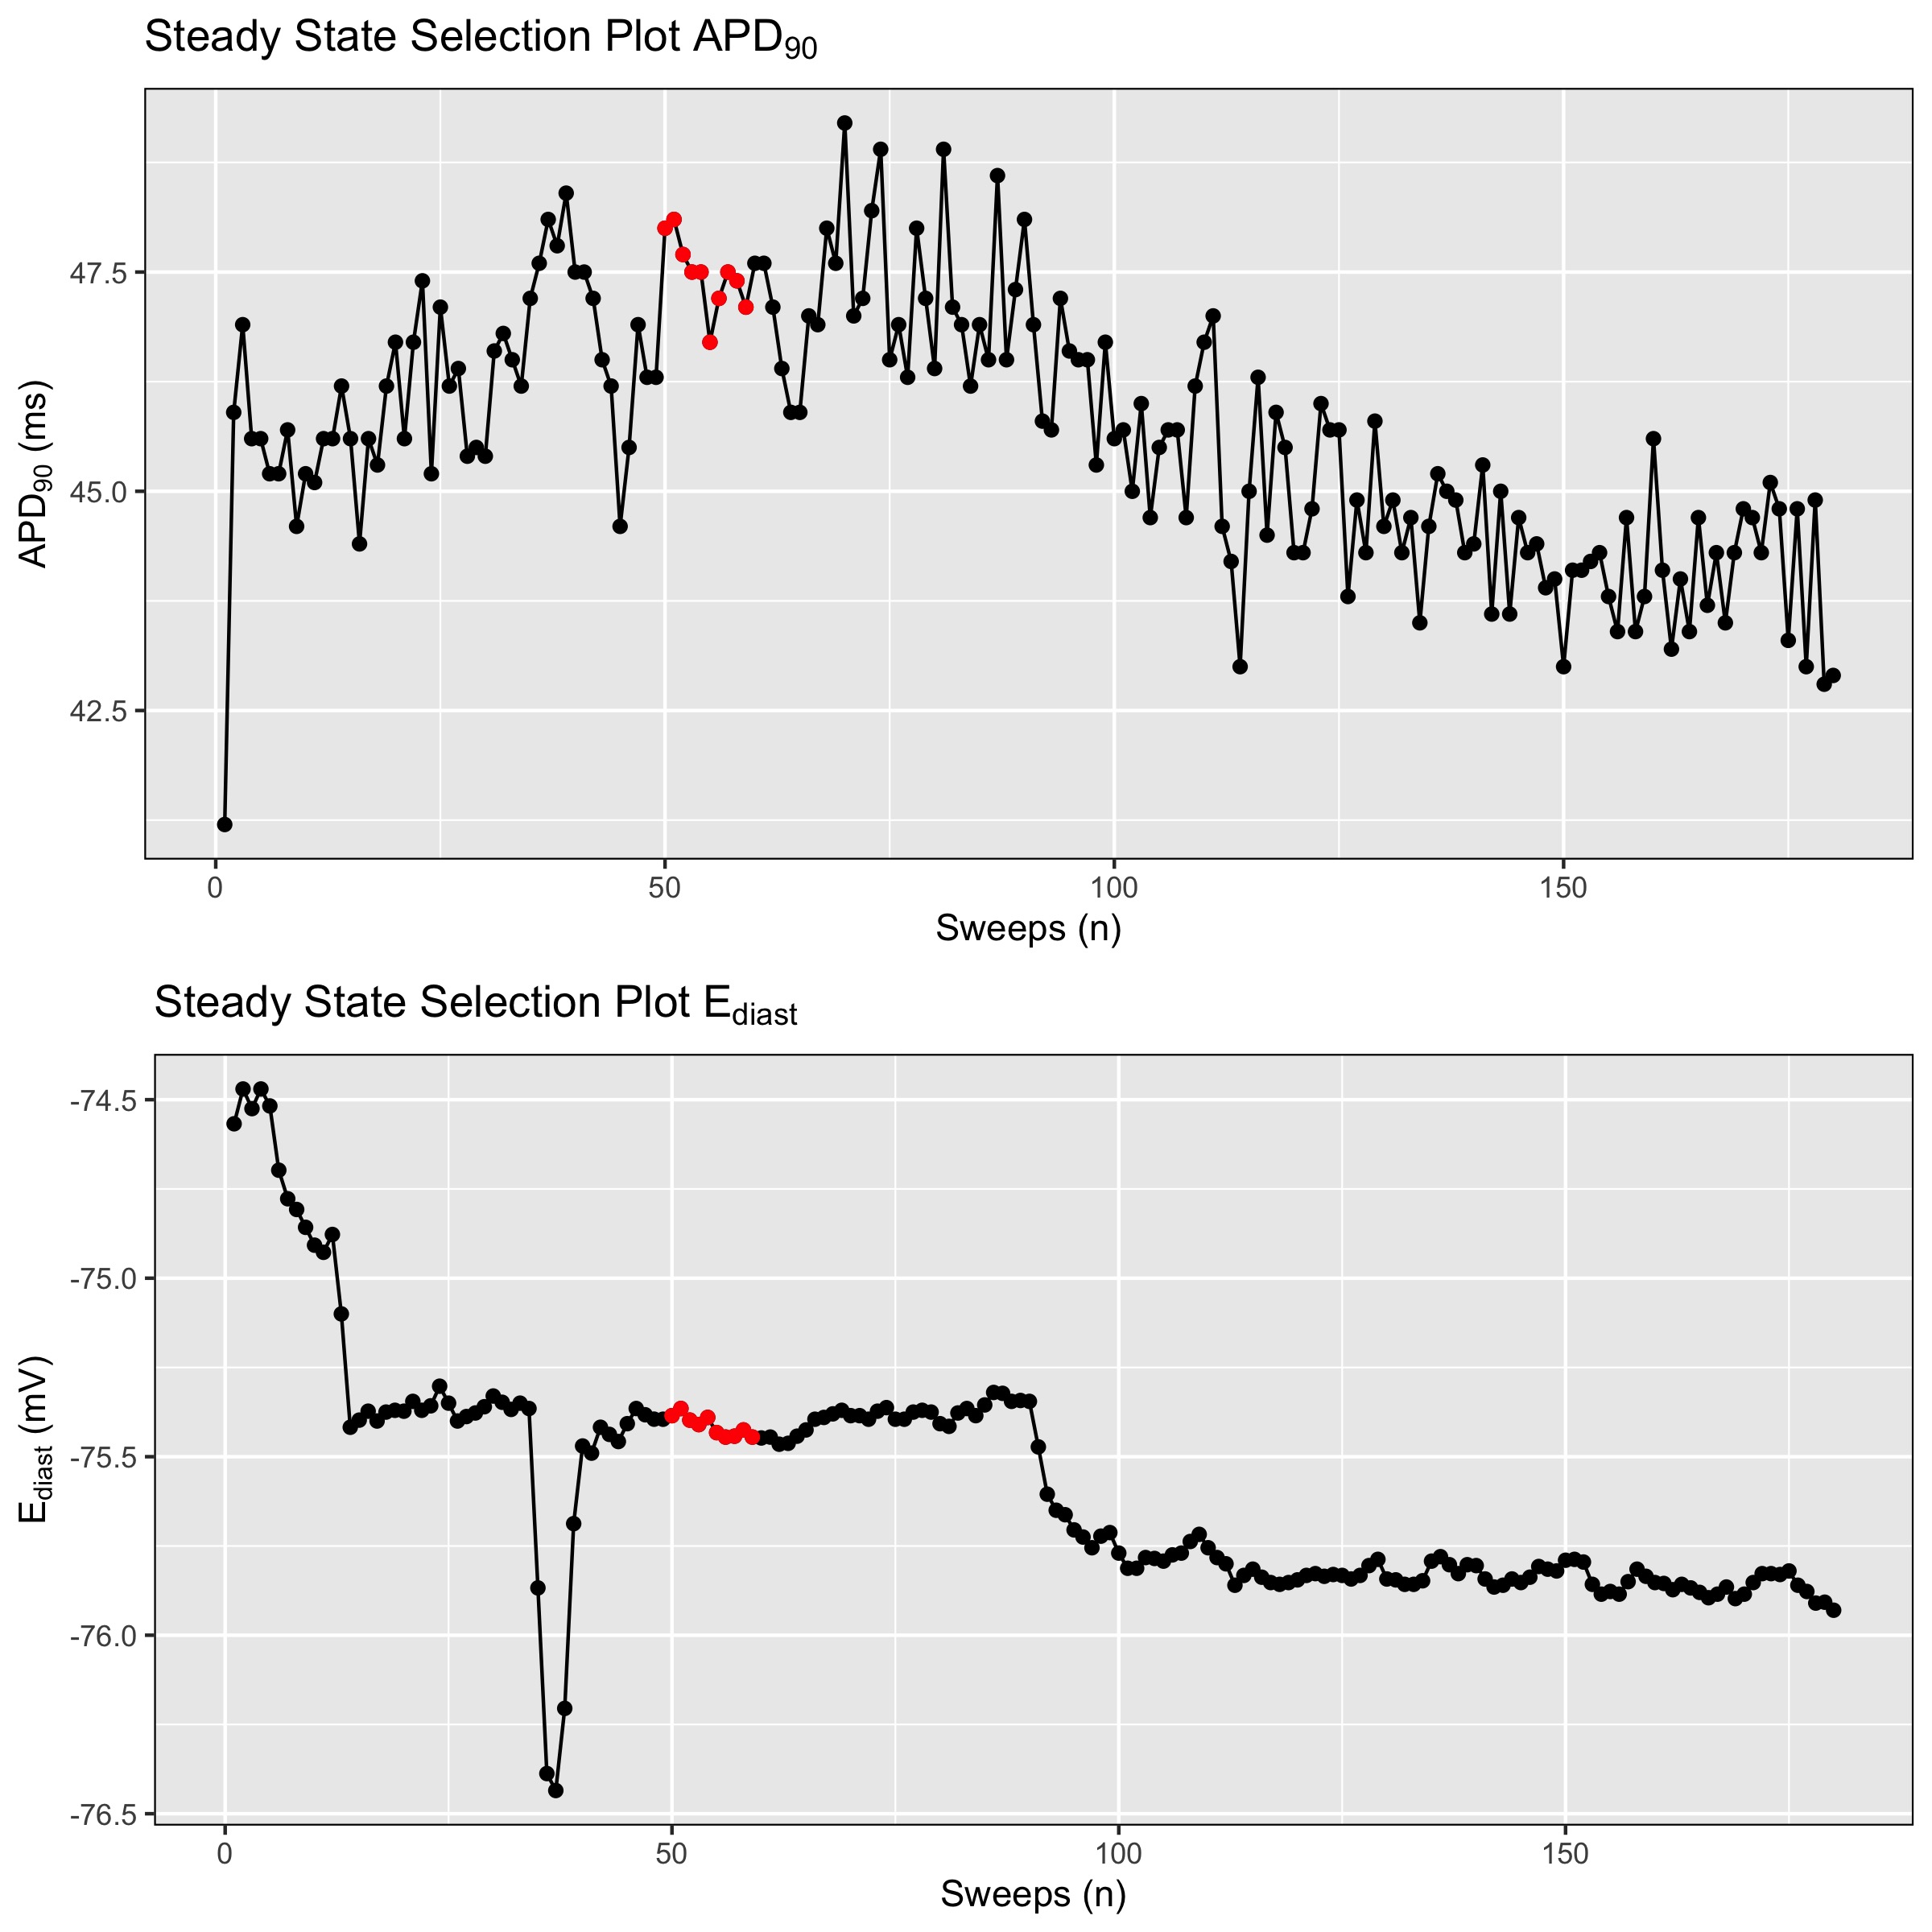 Steady State Selection Plot APD90
47.5
45.0
42.5
APD90 (ms)
0 50 100 150
Sweeps (n)
Steady State Selection Plot Ediast
-74.5
-75.0
-75.5
-76.0
-76.5
Ediast (mV)
0 50 100 150
Sweeps (n)